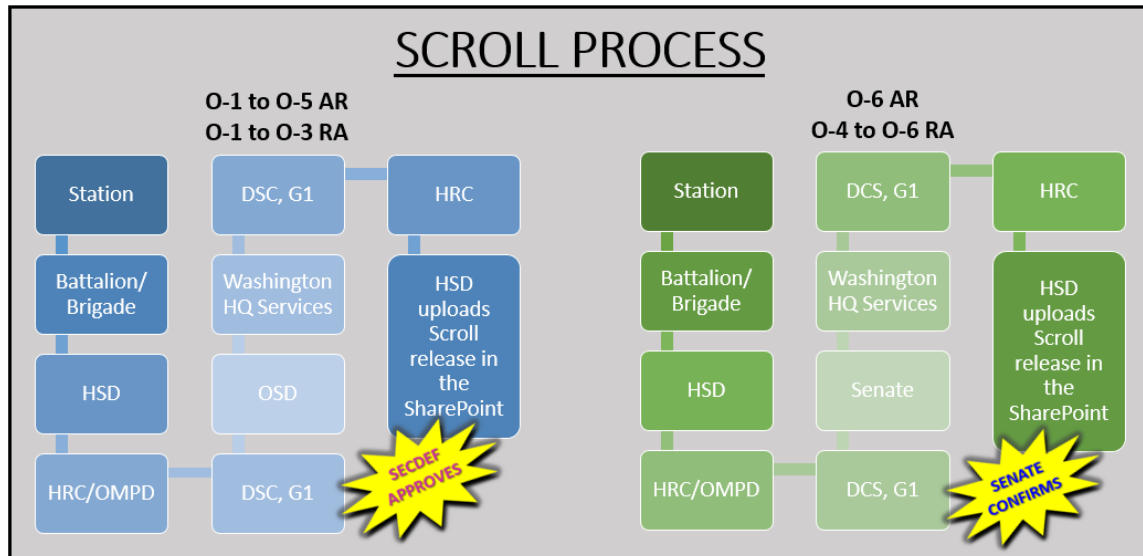 SCROLL PROCESS
O-1 to O-5 AR
O-1 to O-3 RA
Station
Battalion/
Brigade
HSD
HRC/OMPD
DSC, G1
Washington
HQ Services
OSD
DSC, G1
HRC
HSD
uploads
Scroll
release in
the
SharePoint
SECDEF
APPROVES
O-6 AR
O-4 to O-6 RA
Station
Battalion/
Brigade
HSD
HRC/OMPD
DCS, G1
Washington
HQ Services
Senate
DCS, G1
HRC
HSD
uploads
Scroll
release in
the
SharePoint
SENATE
CONFIRMS